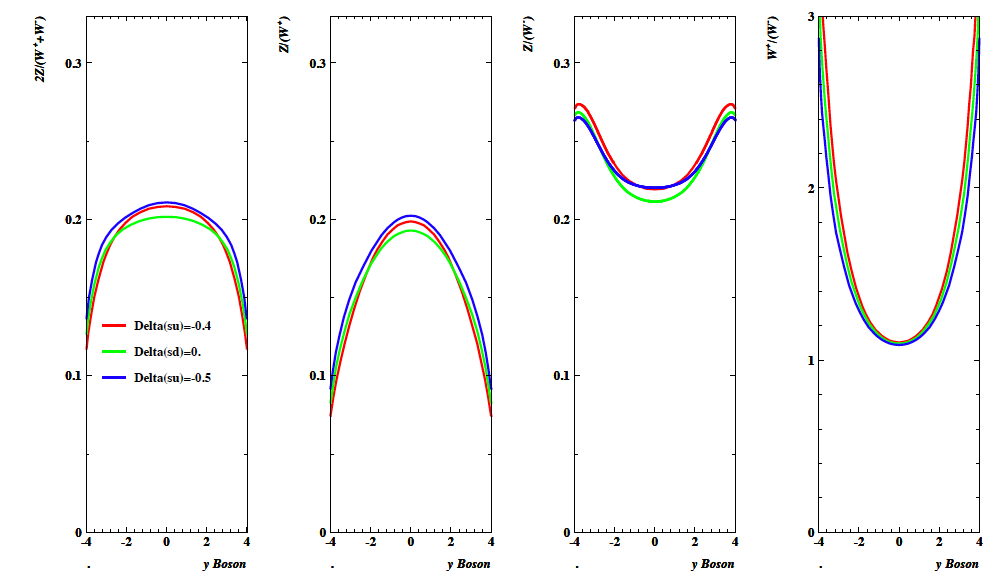 2Z/(W⁺+W⁻)
0.3
0.2
0.1
0
Delta(su)=-0.4
Delta(sd)=0.
Delta(su)=-0.5
-4 -2 0 2 4
. y Boson
Z/(W⁺)
0.3
0.2
0.1
0
-4 -2 0 2 4
. y Boson
Z/(W⁻)
0.3
0.2
0.1
0
-4 -2 0 2 4
. y Boson
W⁺/(W⁻)
3
2
1
0
-4 -2 0 2 4
. y Boson